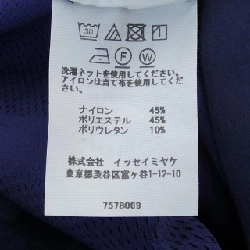 30
P
F
W
洗濯ネットを使用してください。
アイロンは当て布を使用してください。
ナイロン 45%
ポリエステル 45%
ポリウレタン 10%
株式会社 イッセイミヤケ
東京都渋谷区富ヶ谷1-12-10
7578069